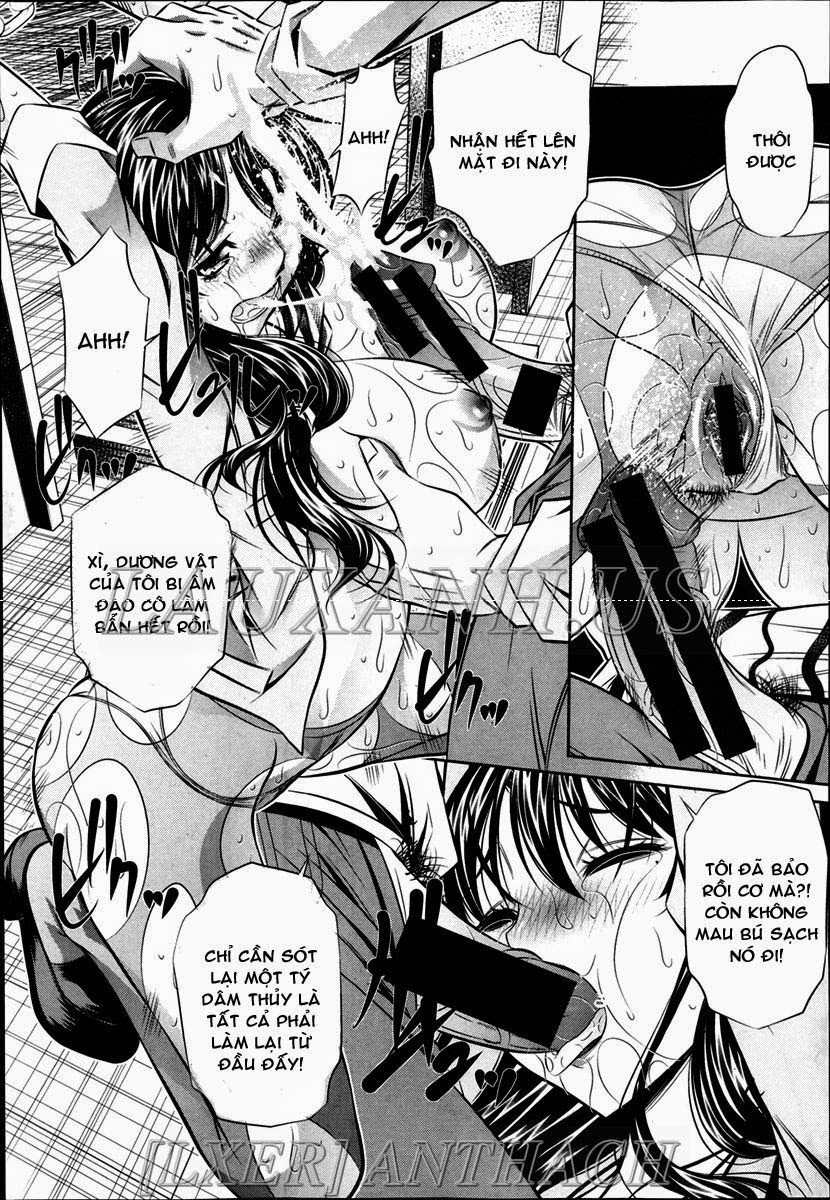 THÔI
ĐƯỢC
NHẬN HẾT LÊN
MẶT ĐI NÀY!
AHH!
AHH!
XÌ, DƯƠNG VẬT
CỦA TÔI BỊ ÂM
ĐẠO CÔ LÀM
BẨN HẾT RỒI!
LAUXANH.US
TÔI ĐÃ BẢO
RỒI CƠ MÀ?!
CÒN KHÔNG
MAU BÚ SẠCH
NÓ ĐI!
CHỈ CẦN SÓT
LẠI MỘT TÝ
DÂM THỦY LÀ
TẤT CẢ PHẢI
LÀM LẠI TỪ
ĐẦU ĐẤY!
[LXER] ANTHACH